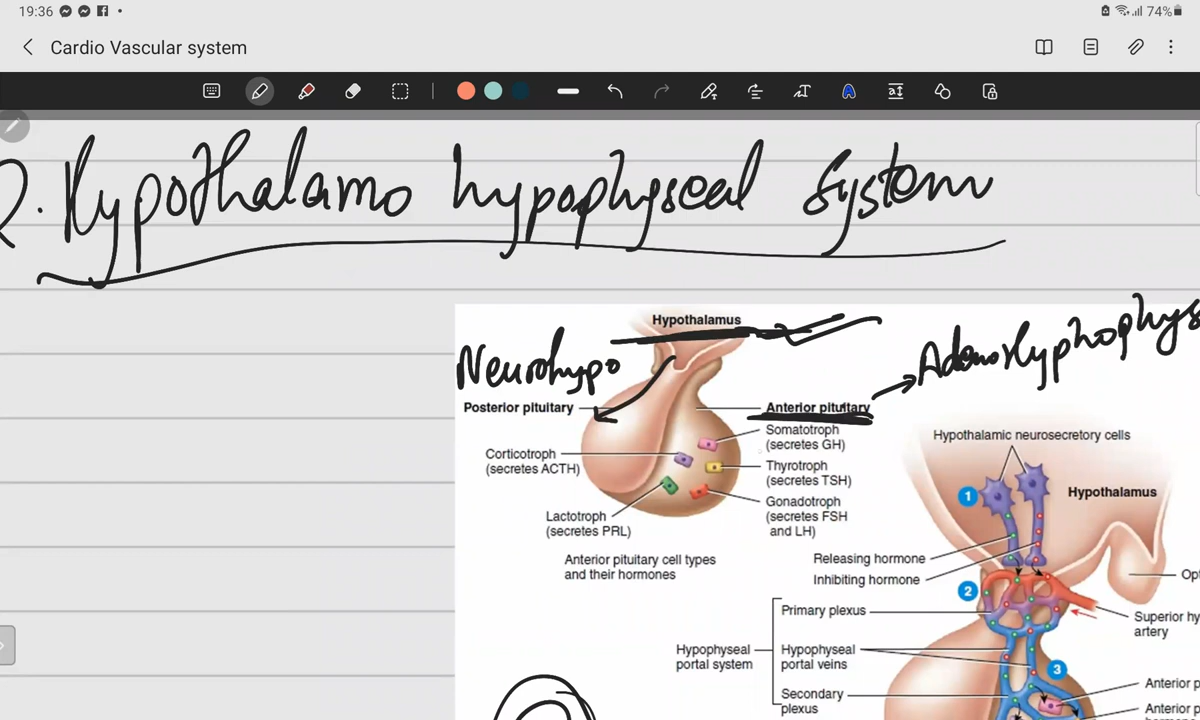 19:36
74%
Cardio Vascular system
2. Hypothalamo hypophyseal system
Hypothalamus
Neurohypo
Adenohyphophys
Posterior pituitary
Anterior pituitary
Somatotroph
(secretes GH)
Corticotroph
(secretes ACTH)
Thyrotroph
(secretes TSH)
Gonadotroph
(secretes FSH
and LH)
Lactotroph
(secretes PRL)
Anterior pituitary cell types
and their hormones
Hypothalamic neurosecretory cells
1
Hypothalamus
Releasing hormone
Inhibiting hormone
Opt
2
Primary plexus
Superior hy
artery
Hypophyseal
portal system
Hypophyseal
portal veins
3
Secondary
plexus
Anterior p
Anterior p